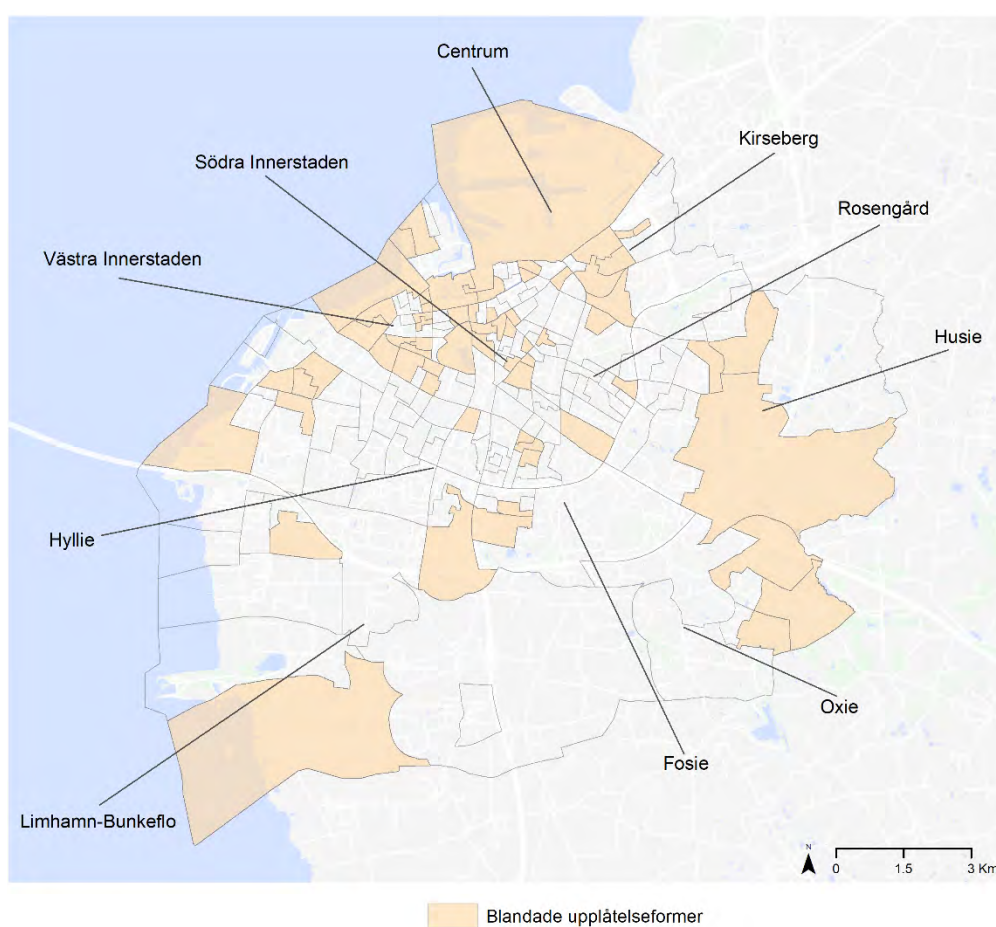 Centrum
Kirseberg
Södra Innerstaden
Rosengård
Västra Innerstaden
Husie
Hyllie
Oxie
Fosie
Limhamn-Bunkeflo
N
0 1.5 3 Km
Blandade upplåtelseformer